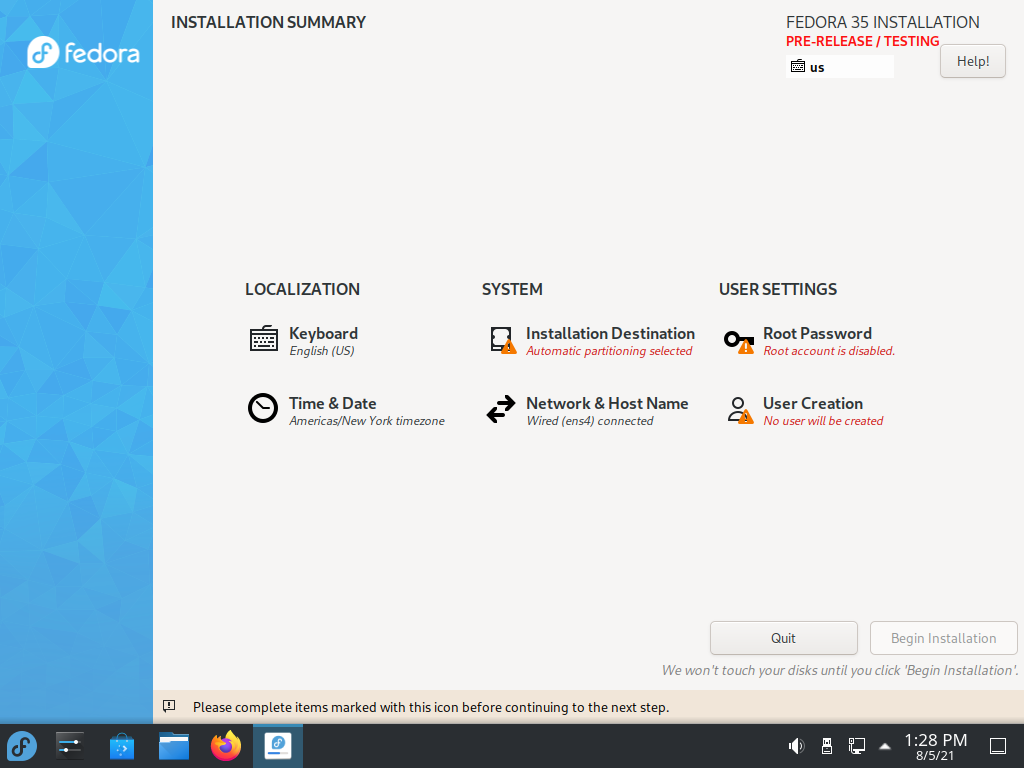 fedora
INSTALLATION SUMMARY
FEDORA 35 INSTALLATION
PRE-RELEASE / TESTING
us
Help!
LOCALIZATION
Keyboard
English (US)
Time & Date
Americas/New York timezone
SYSTEM
Installation Destination
Automatic partitioning selected
Network & Host Name
Wired (ens4) connected
USER SETTINGS
Root Password
Root account is disabled.
User Creation
No user will be created
Quit
Begin Installation
We won't touch your disks until you click 'Begin Installation'.
Please complete items marked with this icon before continuing to the next step.
1:28 PM
8/5/21